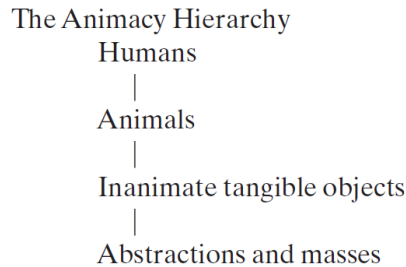 The Animacy Hierarchy
Humans
Animals
Inanimate tangible objects
Abstractions and masses